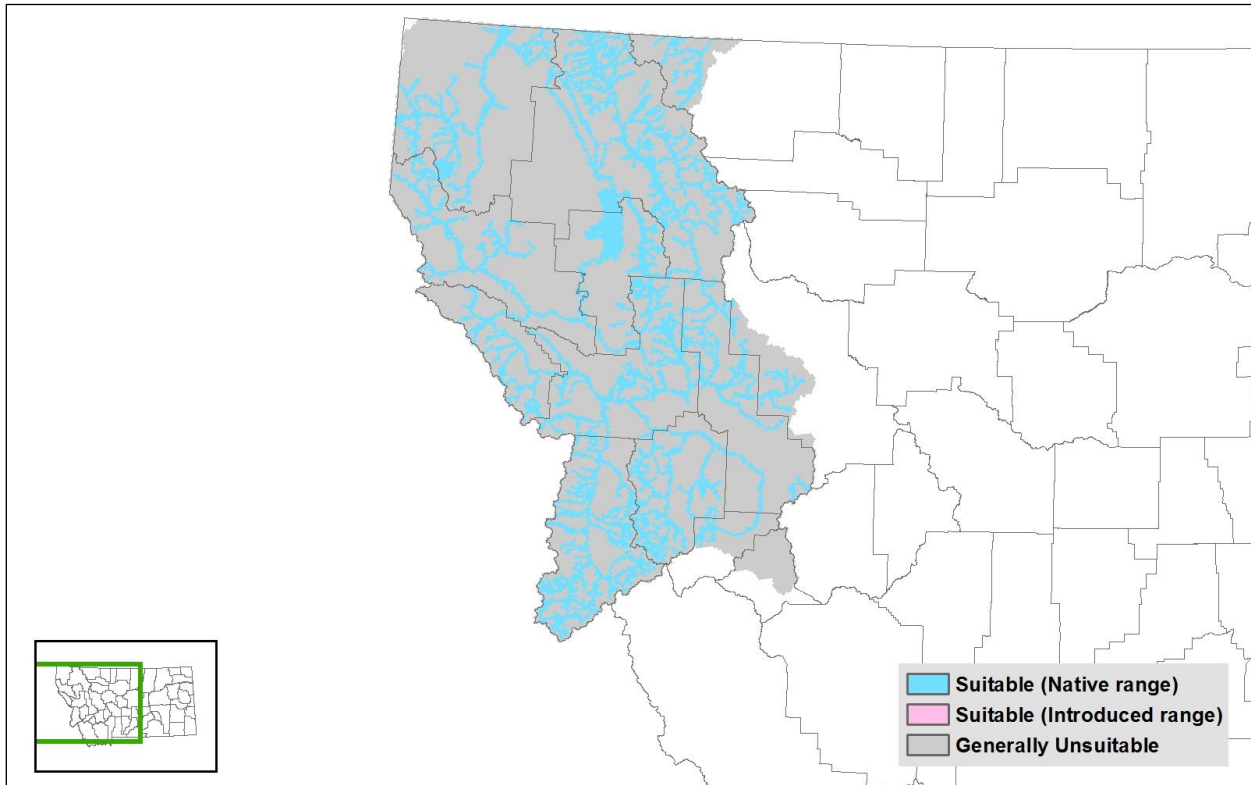 Suitable (Native range)
Suitable (Introduced range)
Generally Unsuitable